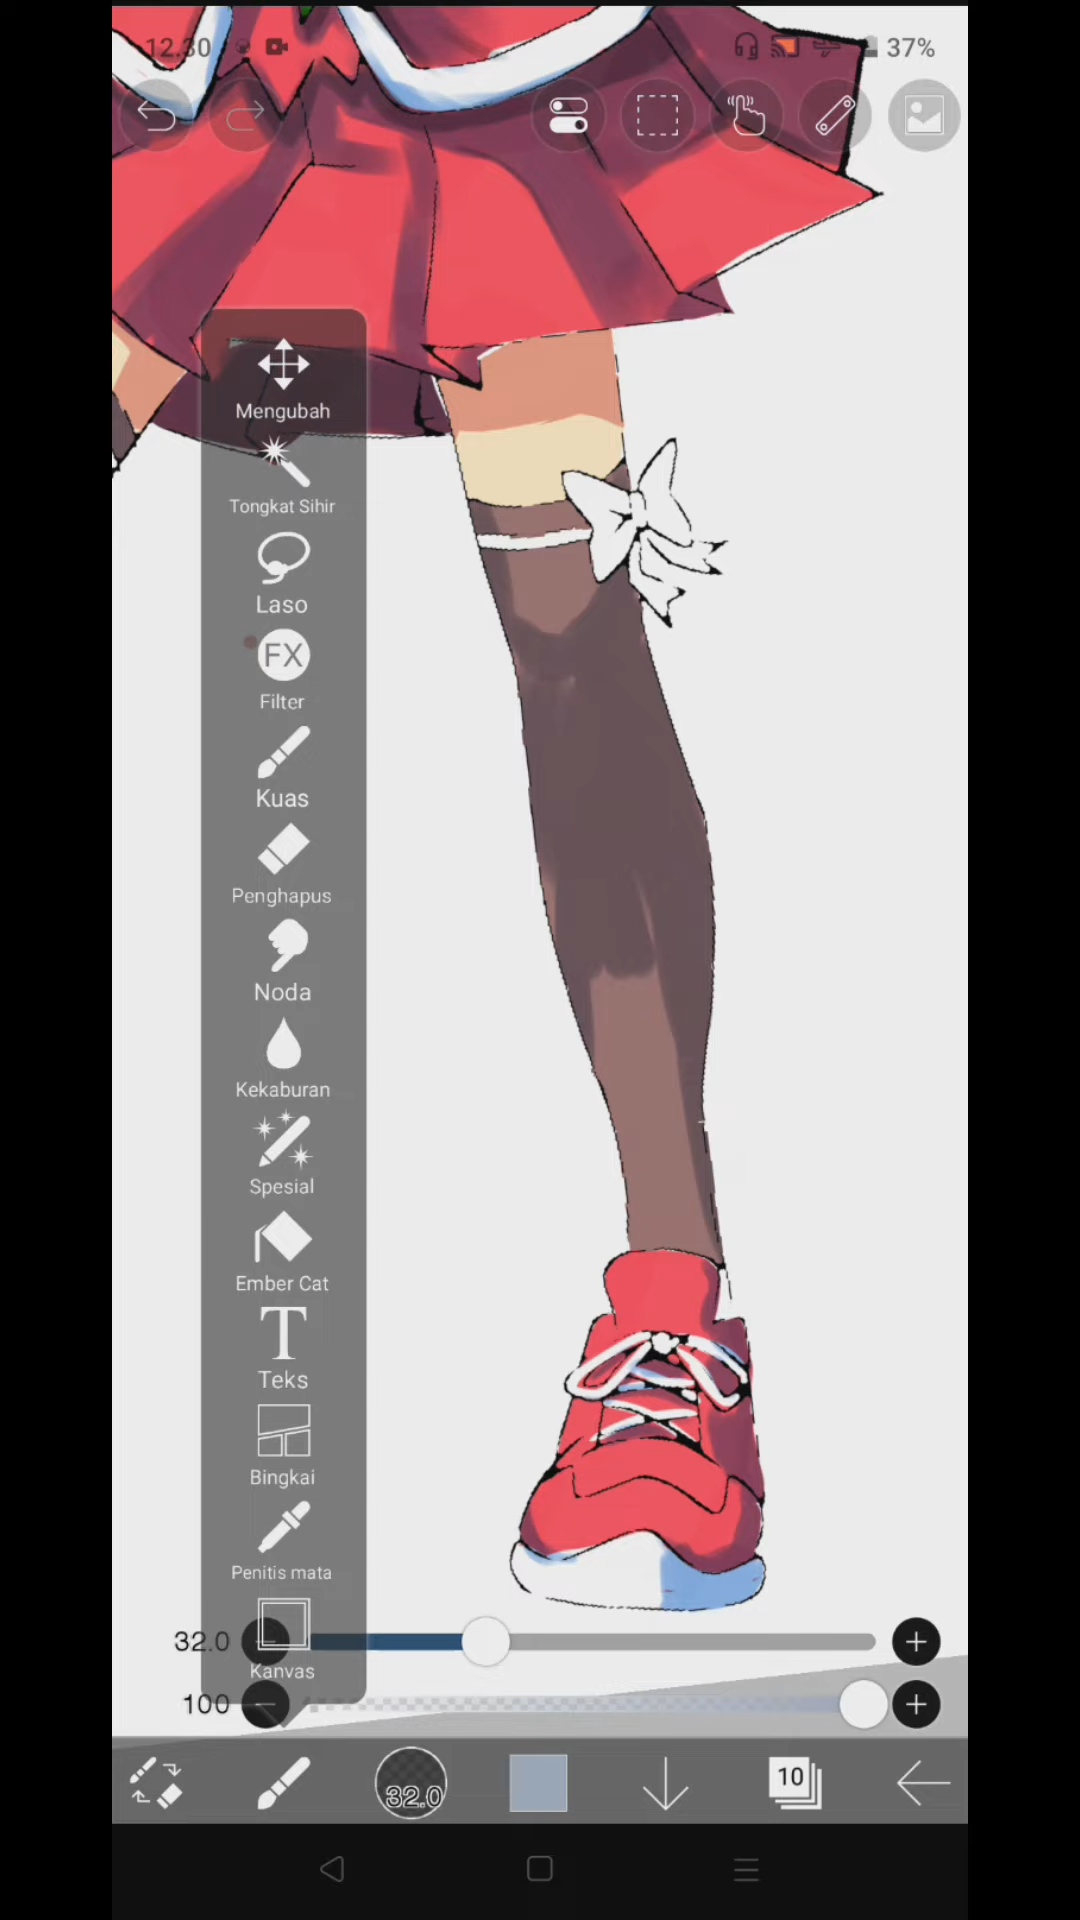 12.30
37%
Mengubah
Tongkat Sihir
Laso
FX
Filter
Kuas
Penghapus
Noda
Kekaburan
Spesial
Ember Cat
T
Teks
Bingkai
Penitis mata
Kanvas
32.0
100
32.0
10